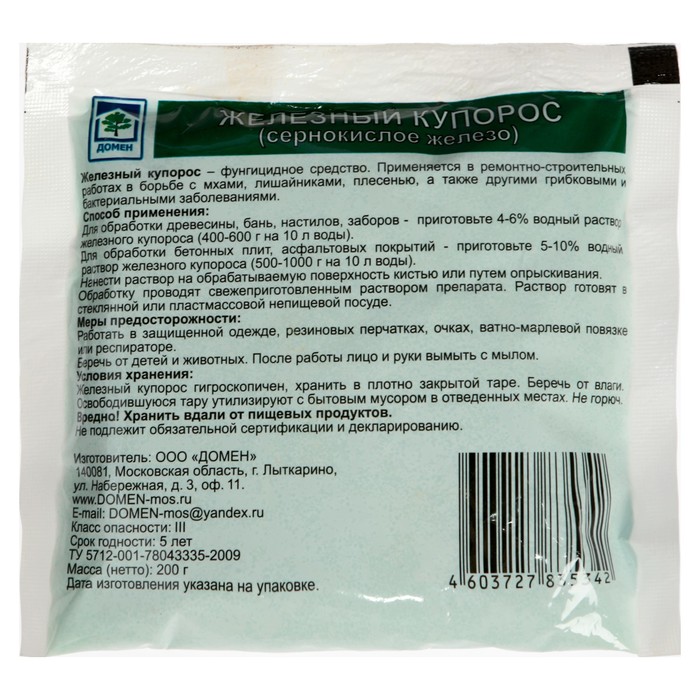 ДОМЕН
ЖЕЛЕЗНЫЙ КУПОРОС
(сернокислое железо)
Железный купорос – фунгицидное средство. Применяется в ремонтно-строительных
работах в борьбе с мхами, лишайниками, плесенью, а также другими грибковыми и
бактериальными заболеваниями.
Способ применения:
Для обработки древесины, бань, настилов, заборов - приготовьте 4-6% водный раствор
железного купороса (400-600 г на 10 л воды).
Для обработки бетонных плит, асфальтовых покрытий - приготовьте 5-10% водный
раствор железного купороса (500-1000 г на 10 л воды).
Нанести раствор на обрабатываемую поверхность кистью или путем опрыскивания.
Обработку проводят свежеприготовленным раствором препарата. Раствор готовят в
стеклянной или пластмассовой непищевой посуде.
Меры предосторожности:
Работать в защищенной одежде, резиновых перчатках, очках, ватно-марлевой повязке
или респираторе.
Беречь от детей и животных. После работы лицо и руки вымыть с мылом.
Условия хранения:
Железный купорос гигроскопичен, хранить в плотно закрытой таре. Беречь от влаги.
Освободившуюся тару утилизируют с бытовым мусором в отведенных местах. Не горюч.
Вредно! Хранить вдали от пищевых продуктов.
Не подлежит обязательной сертификации и декларированию.
Изготовитель: ООО «ДОМЕН»
140081, Московская область, г. Лыткарино,
ул. Набережная, д. 3, оф. 11.
www.DOMEN-mos.ru
E-mail: DOMEN-mos@yandex.ru
Класс опасности: III
Срок годности: 5 лет
ТУ 5712-001-78043335-2009
Масса (нетто): 200 г
Дата изготовления указана на упаковке.
4 603727 835342